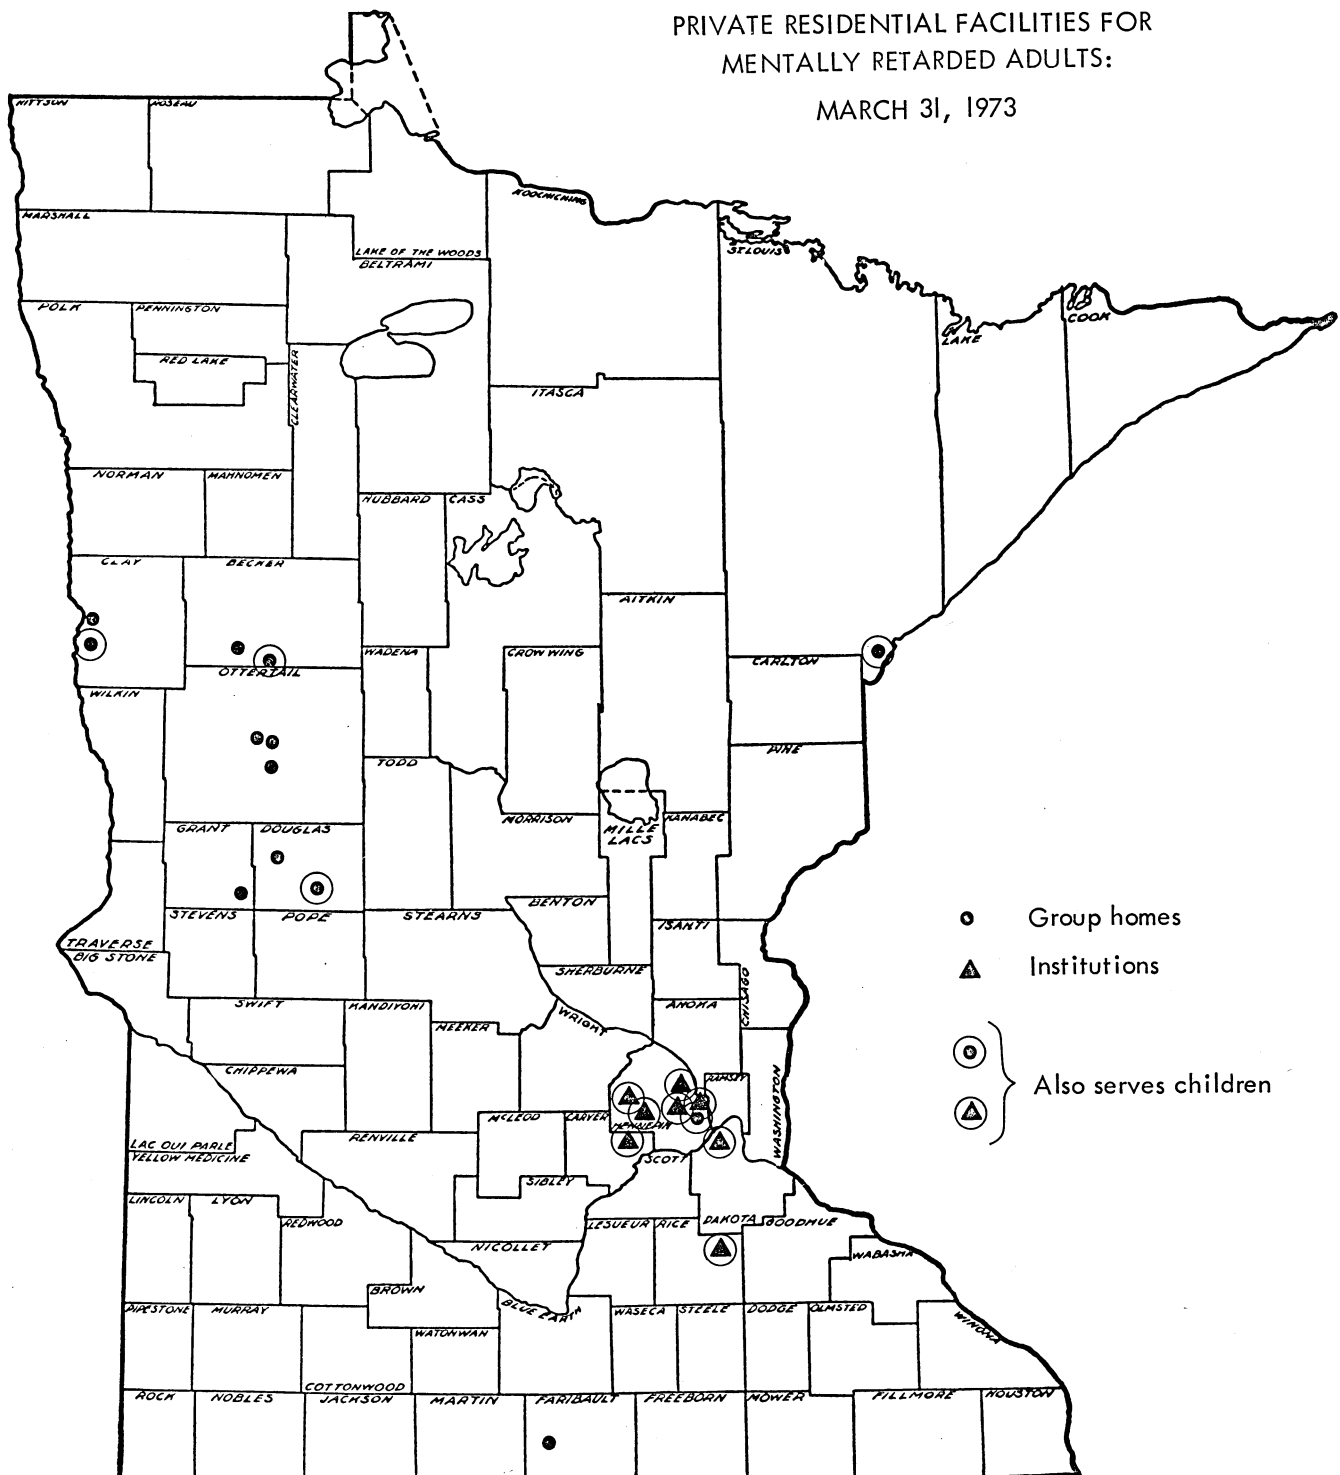 PRIVATE RESIDENTIAL FACILITIES FOR
MENTALLY RETARDED ADULTS:
MARCH 31, 1973
KITTSON
ROSEAU
KOOCHICHING
MARSHALL
LAKE OF THE WOODS
BELTRAMI
ST LOUIS
POLK
PENNINGTON
COOK
LAKE
RED LAKE
CLEARWATER
ITASCA
NORMAN
MAHNOMEN
HUBBARD
CASS
CLAY
BECKER
AITKIN
WADENA
CROW WING
CARLTON
OTTERTAIL
WILKIN
PINE
TODD
MORRISON
KANABEC
MILLE
LACS
GRANT
DOUGLAS
BENTON
STEVENS
POPE
STEARNS
Group homes
ISANTI
TRAVERSE
BIG STONE
SHERBURNE
Institutions
CHISAGO
SWIFT
KANDIYOHI
ANOKA
WRIGHT
MEEKER
CHIPPEWA
RAMSEY
WASHINGTON
Also serves children
MCLEOD
CARVER
HENNEPIN
RENVILLE
LAC QUI PARLE
YELLOW MEDICINE
SCOTT
SIBLEY
LINCOLN
LYON
REDWOOD
LESUEUR
RICE
DAKOTA
GOODHUE
NICOLLET
WABASHA
BROWN
BLUE EARTH
PIPESTONE
MURRAY
WASECA
STEELE
DODGE
OLMSTED
WINONA
WATONWAN
COTTONWOOD
ROCK
NOBLES
JACKSON
MARTIN
FARIBAULT
FREEBORN
MOWER
FILLMORE
HOUSTON